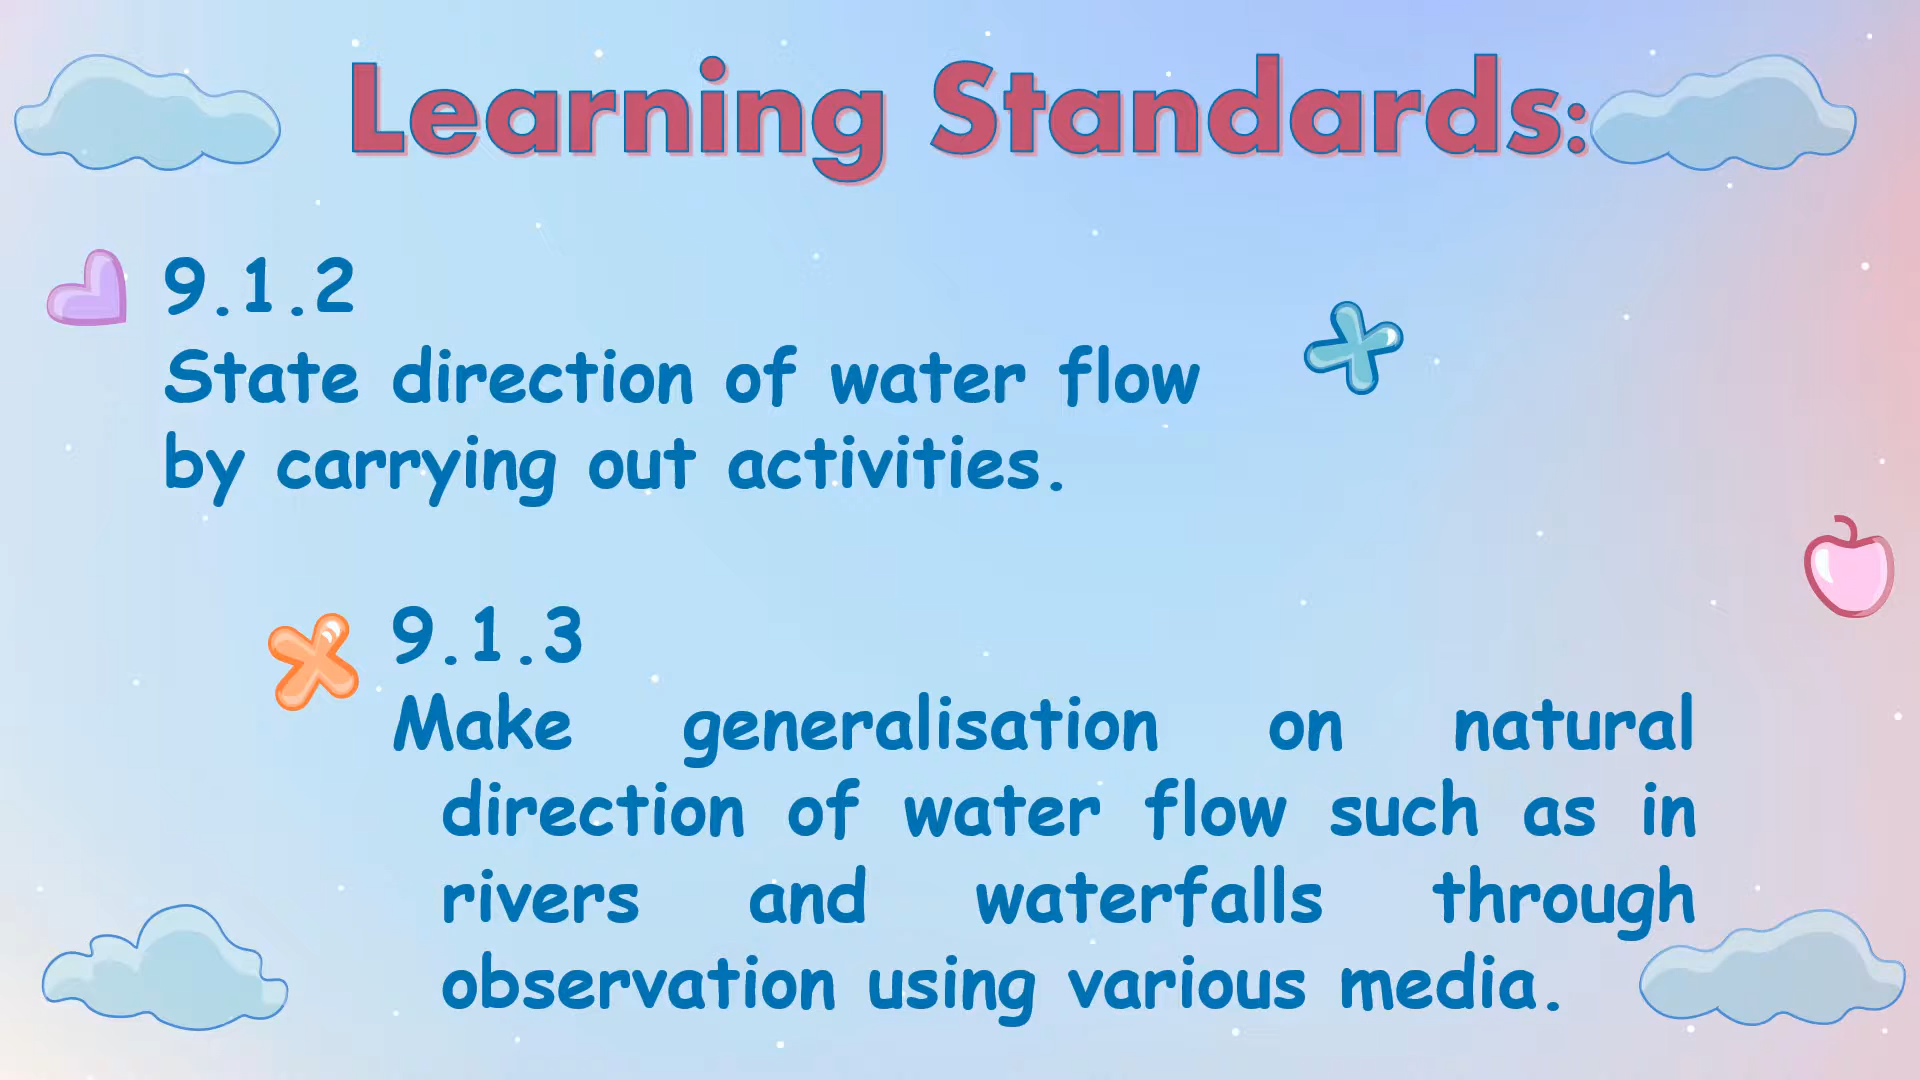 Learning Standards:
9.1.2
State direction of water flow
by carrying out activities.
9.1.3
Make generalisation on natural
direction of water flow such as in
rivers and waterfalls through
observation using various media.